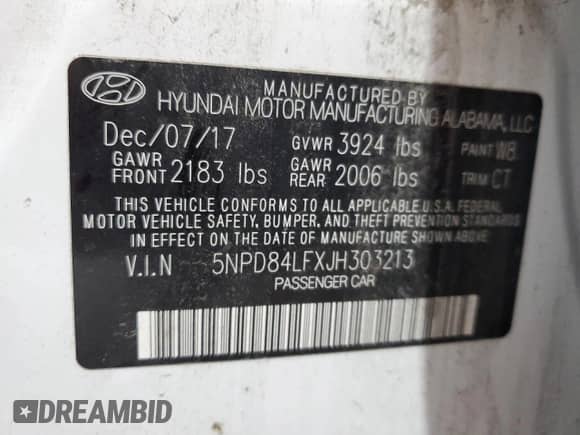 MANUFACTURED BY
HYUNDAI MOTOR MANUFACTURING ALABAMA, LLC
Dec/07/17 GVWR 3924 lbs PAINT W8
GAWR FRONT 2183 lbs GAWR REAR 2006 lbs TRIM CT
THIS VEHICLE CONFORMS TO ALL APPLICABLE U.S.A. FEDERAL
MOTOR VEHICLE SAFETY, BUMPER, AND THEFT PREVENTION STANDARDS
IN EFFECT ON THE DATE OF MANUFACTURE SHOWN ABOVE
V.I.N 5NPD84LFXJH303213
PASSENGER CAR
DREAMBID